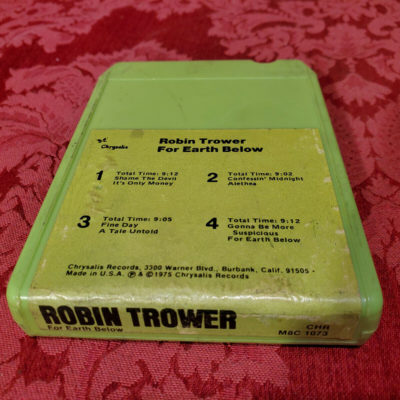 Chrysalis
Robin Trower
For Earth Below
1 Total Time: 9:12
Shame The Devil
It's Only Money
2 Total Time: 9:02
Confessin' Midnight
Alethea
3 Total Time: 9:05
Fine Day
A Tale Untold
4 Total Time: 9:12
Gonna Be More
Suspicious
For Earth Below
Chrysalis Records, 3300 Warner Blvd., Burbank, Calif. 91505 -
Made in U.S.A. ℗ & ©1975 Chrysalis Records
ROBIN TROWER
For Earth Below
CHR
M8C 1073